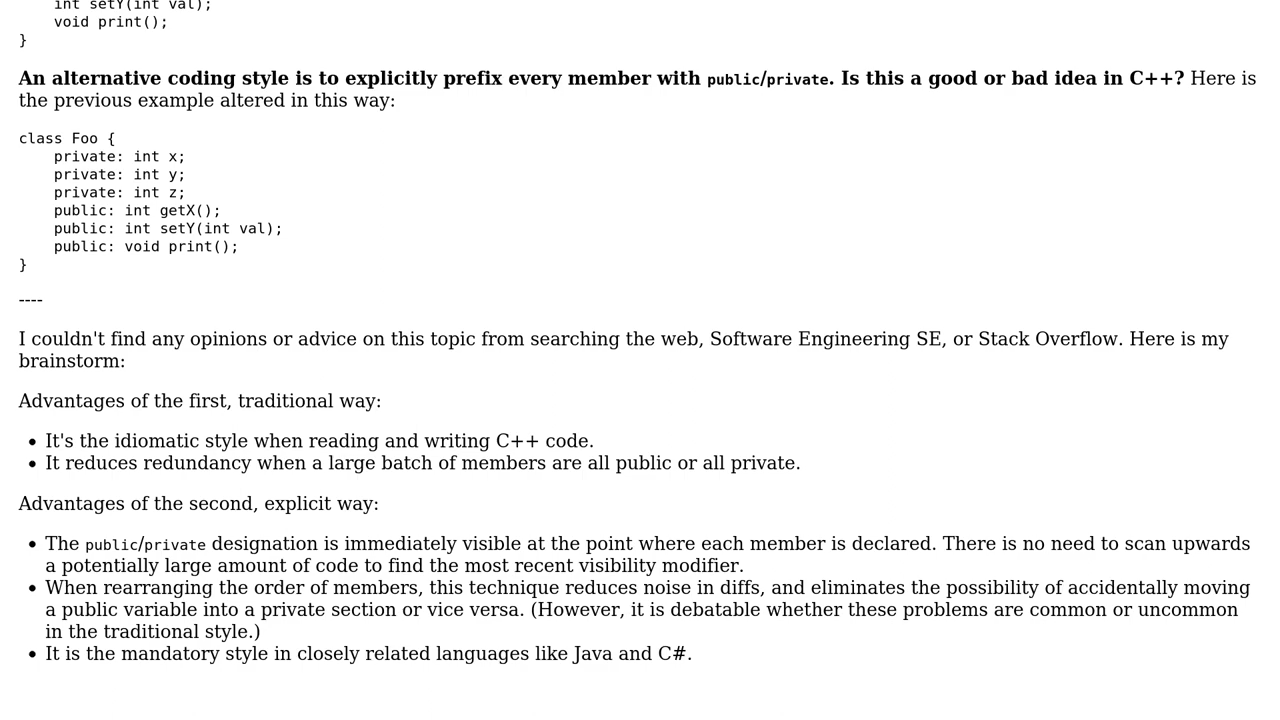 int setY(int val);
    void print();
}
An alternative coding style is to explicitly prefix every member with public/private. Is this a good or bad idea in C++? Here is
the previous example altered in this way:
class Foo {
    private: int x;
    private: int y;
    private: int z;
    public: int getX();
    public: int setY(int val);
    public: void print();
}
----
I couldn't find any opinions or advice on this topic from searching the web, Software Engineering SE, or Stack Overflow. Here is my
brainstorm:
Advantages of the first, traditional way:
• It's the idiomatic style when reading and writing C++ code.
• It reduces redundancy when a large batch of members are all public or all private.
Advantages of the second, explicit way:
• The public/private designation is immediately visible at the point where each member is declared. There is no need to scan upwards
a potentially large amount of code to find the most recent visibility modifier.
• When rearranging the order of members, this technique reduces noise in diffs, and eliminates the possibility of accidentally moving
a public variable into a private section or vice versa. (However, it is debatable whether these problems are common or uncommon
in the traditional style.)
• It is the mandatory style in closely related languages like Java and C#.